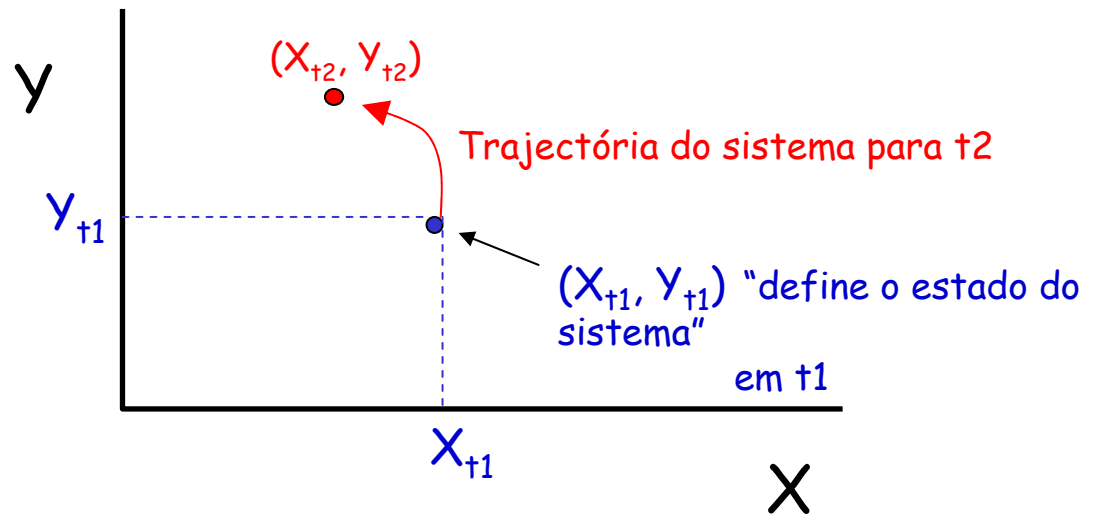 (Xt2, Yt2)
Y
Trajectória do sistema para t2
Yt1
(Xt1, Yt1) “define o estado do
sistema”
em t1
Xt1
X